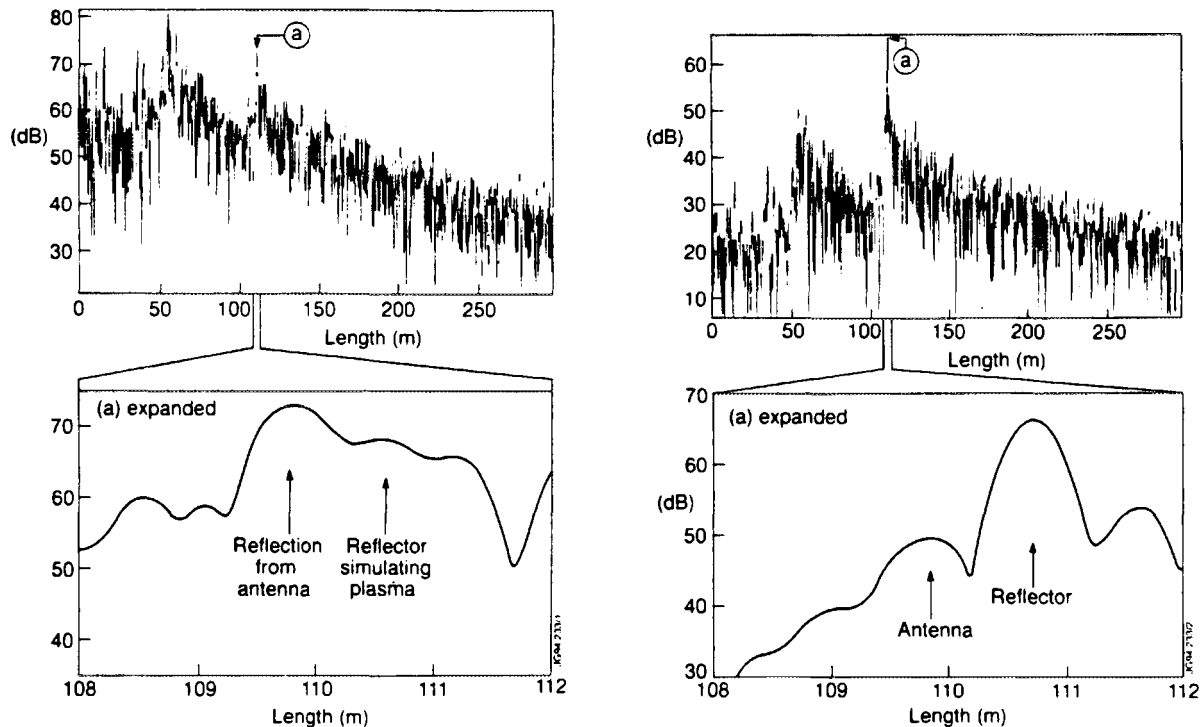 80
70
60
(dB)
50
40
30
a
0 50 100 150 200 250
Length (m)
(a) expanded
70
60
50
40
Reflection
from
antenna
Reflector
simulating
plasma
108 109 110 111 112
Length (m)
60
50
(dB)
40
30
20
10
a
0 50 100 150 200 250
Length (m)
(a) expanded
70
60
(dB)
50
40
30
Antenna
Reflector
108 109 110 111 112
Length (m)